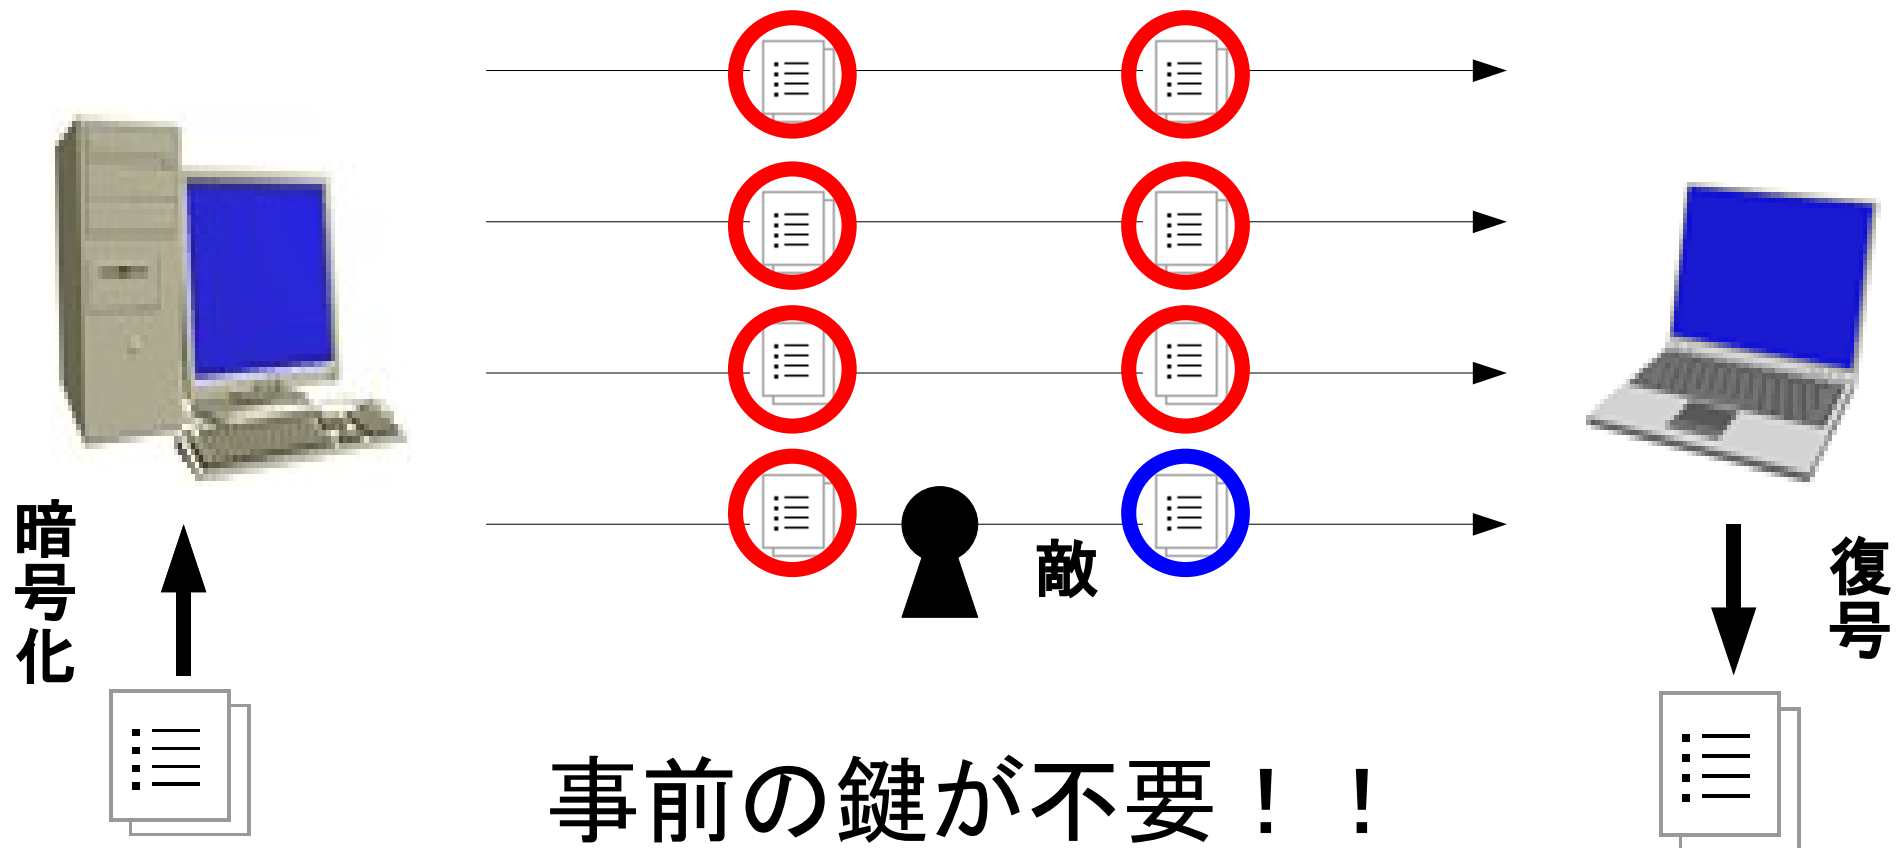 暗号化
敵
復号
事前の鍵が不要！！